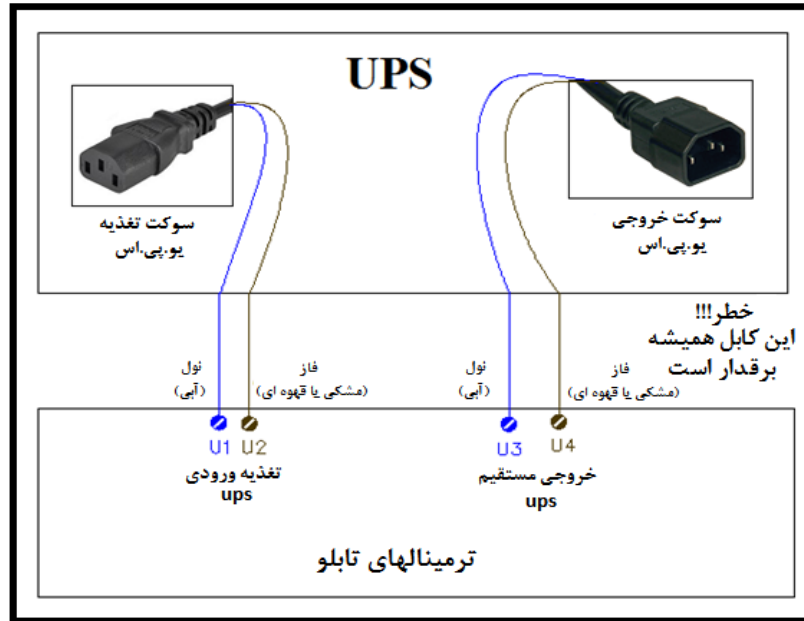 UPS
سوکت تغذیه
یو.پی.اس
سوکت خروجی
یو.پی.اس
خطر!!!
این کابل همیشه
برقدار است
نول
(آبی)
فاز
(مشکی یا قهوه ای)
نول
(آبی)
فاز
(مشکی یا قهوه ای)
U1 U2
U3 U4
تغذیه ورودی
ups
خروجی مستقیم
ups
ترمینالهای تابلو